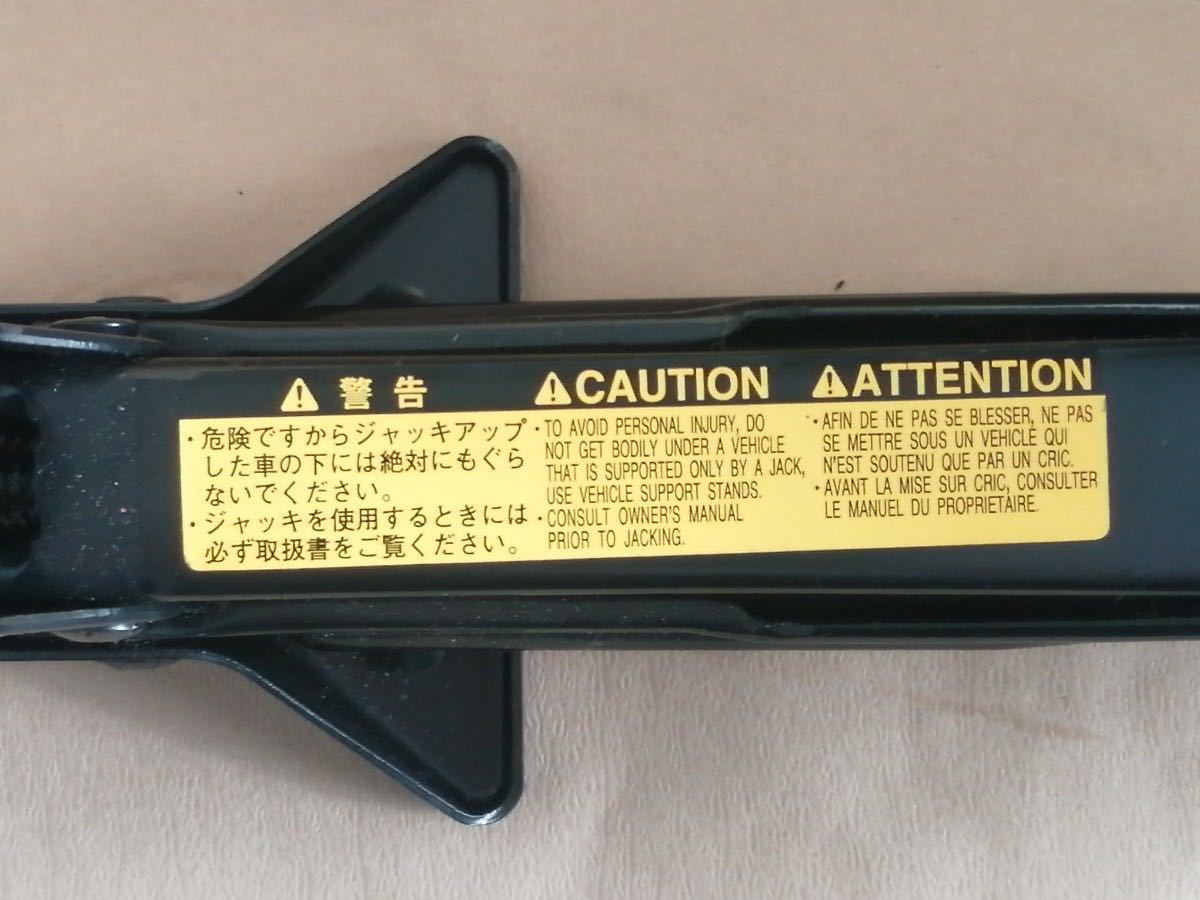 ⚠ 警告
・危険ですからジャッキアップ
した車の下には絶対にもぐら
ないでください。
・ジャッキを使用するときには
必ず取扱書をご覧ください。
⚠CAUTION
・TO AVOID PERSONAL INJURY, DO
NOT GET BODILY UNDER A VEHICLE
THAT IS SUPPORTED ONLY BY A JACK,
USE VEHICLE SUPPORT STANDS.
・CONSULT OWNER'S MANUAL
PRIOR TO JACKING.
⚠ATTENTION
・AFIN DE NE PAS SE BLESSER, NE PAS
SE METTRE SOUS UN VEHICLE QUI
N'EST SOUTENU QUE PAR UN CRIC.
・AVANT LA MISE SUR CRIC, CONSULTER
LE MANUEL DU PROPRIETAIRE.